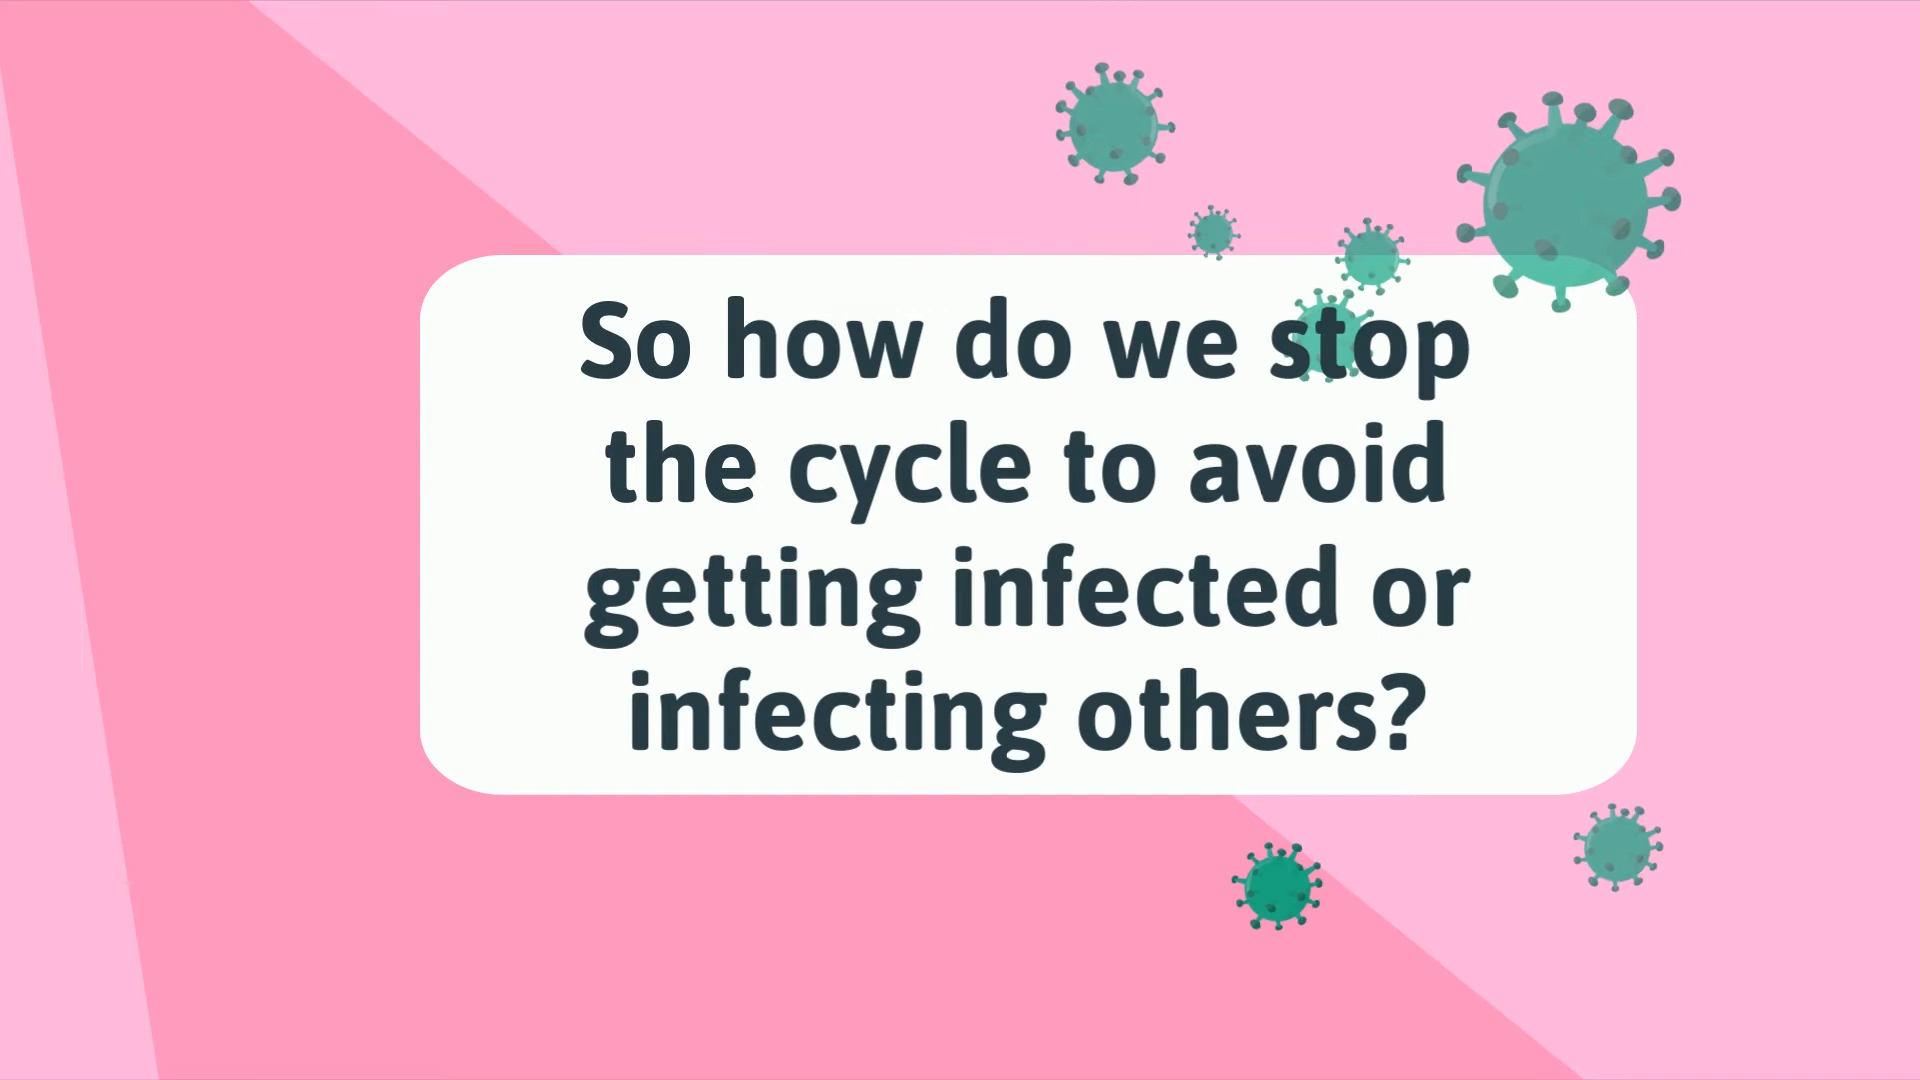 So how do we stop
the cycle to avoid
getting infected or
infecting others?